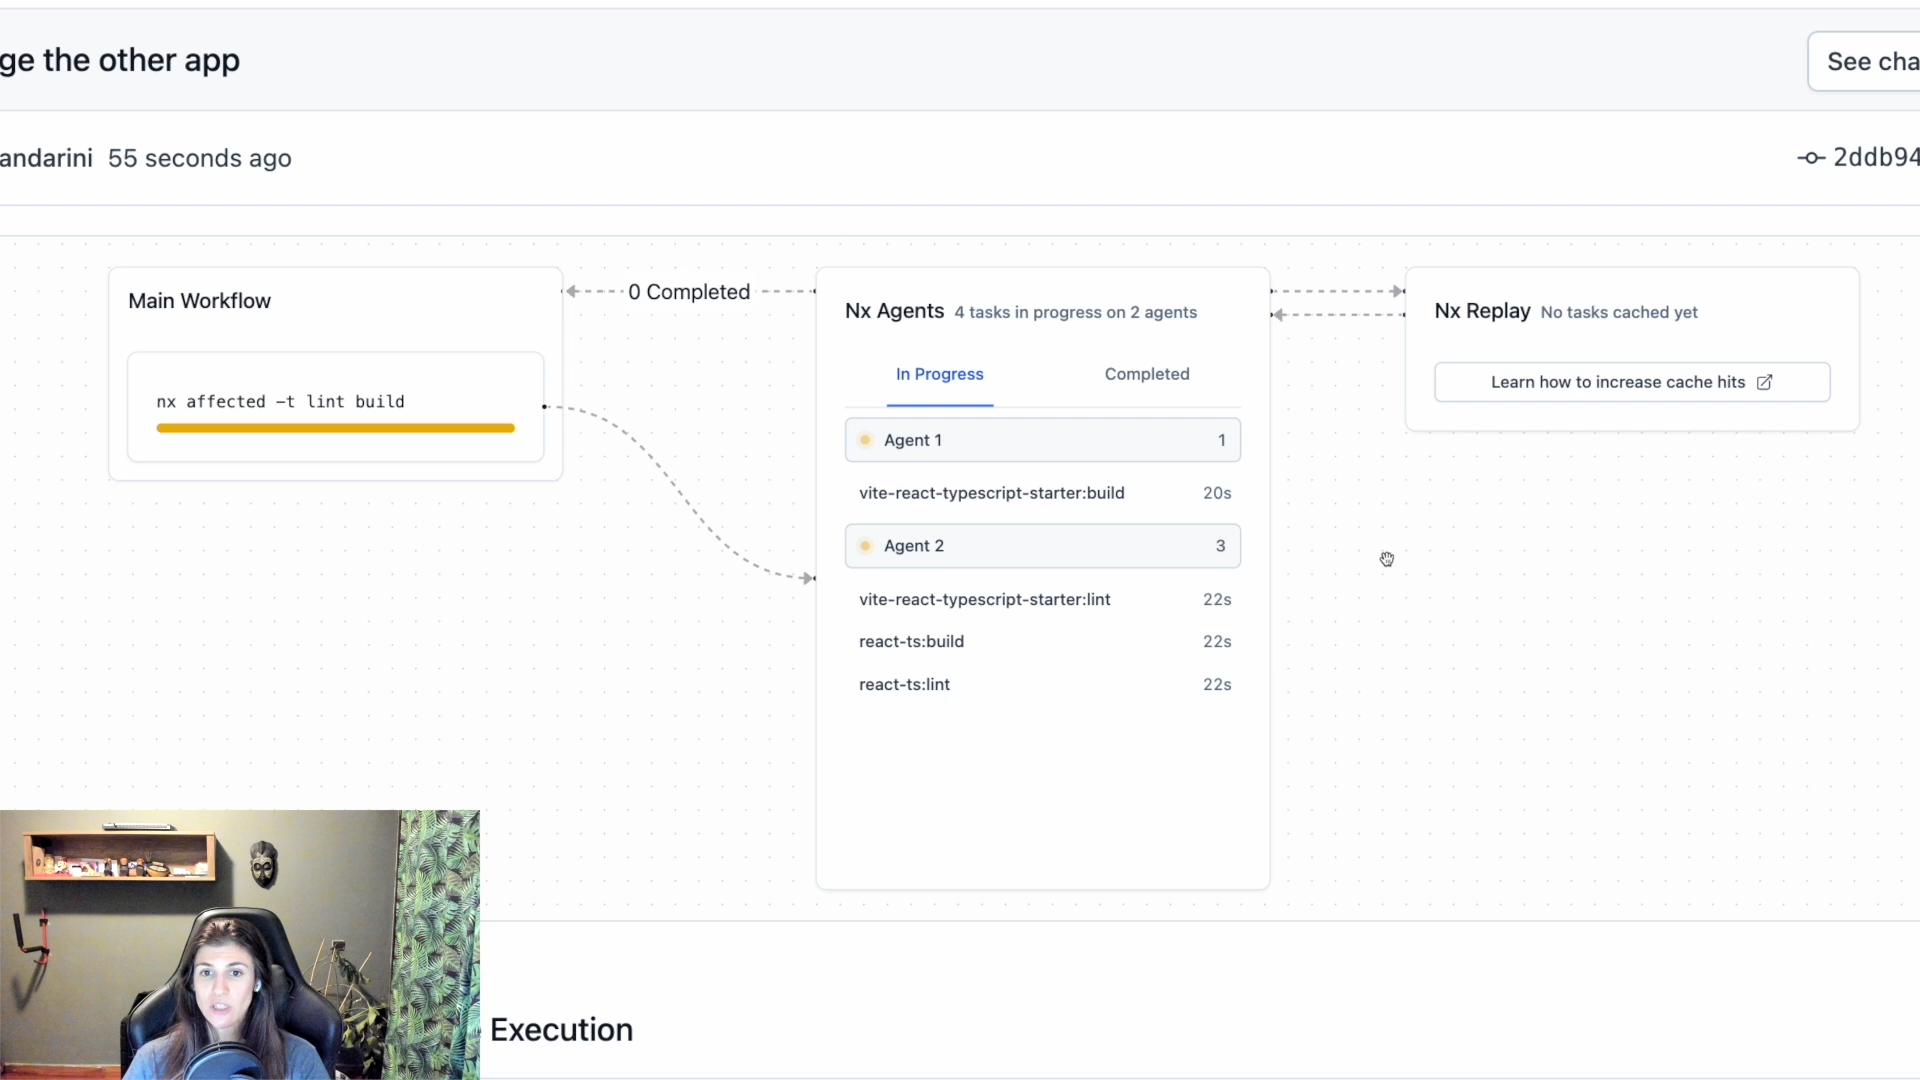 ge the other app
See cha
andarini 55 seconds ago
2ddb94
Main Workflow
0 Completed
Nx Agents 4 tasks in progress on 2 agents
Nx Replay No tasks cached yet
In Progress
Completed
Learn how to increase cache hits
nx affected -t lint build
Agent 1 1
vite-react-typescript-starter:build 20s
Agent 2 3
vite-react-typescript-starter:lint 22s
react-ts:build 22s
react-ts:lint 22s
Execution